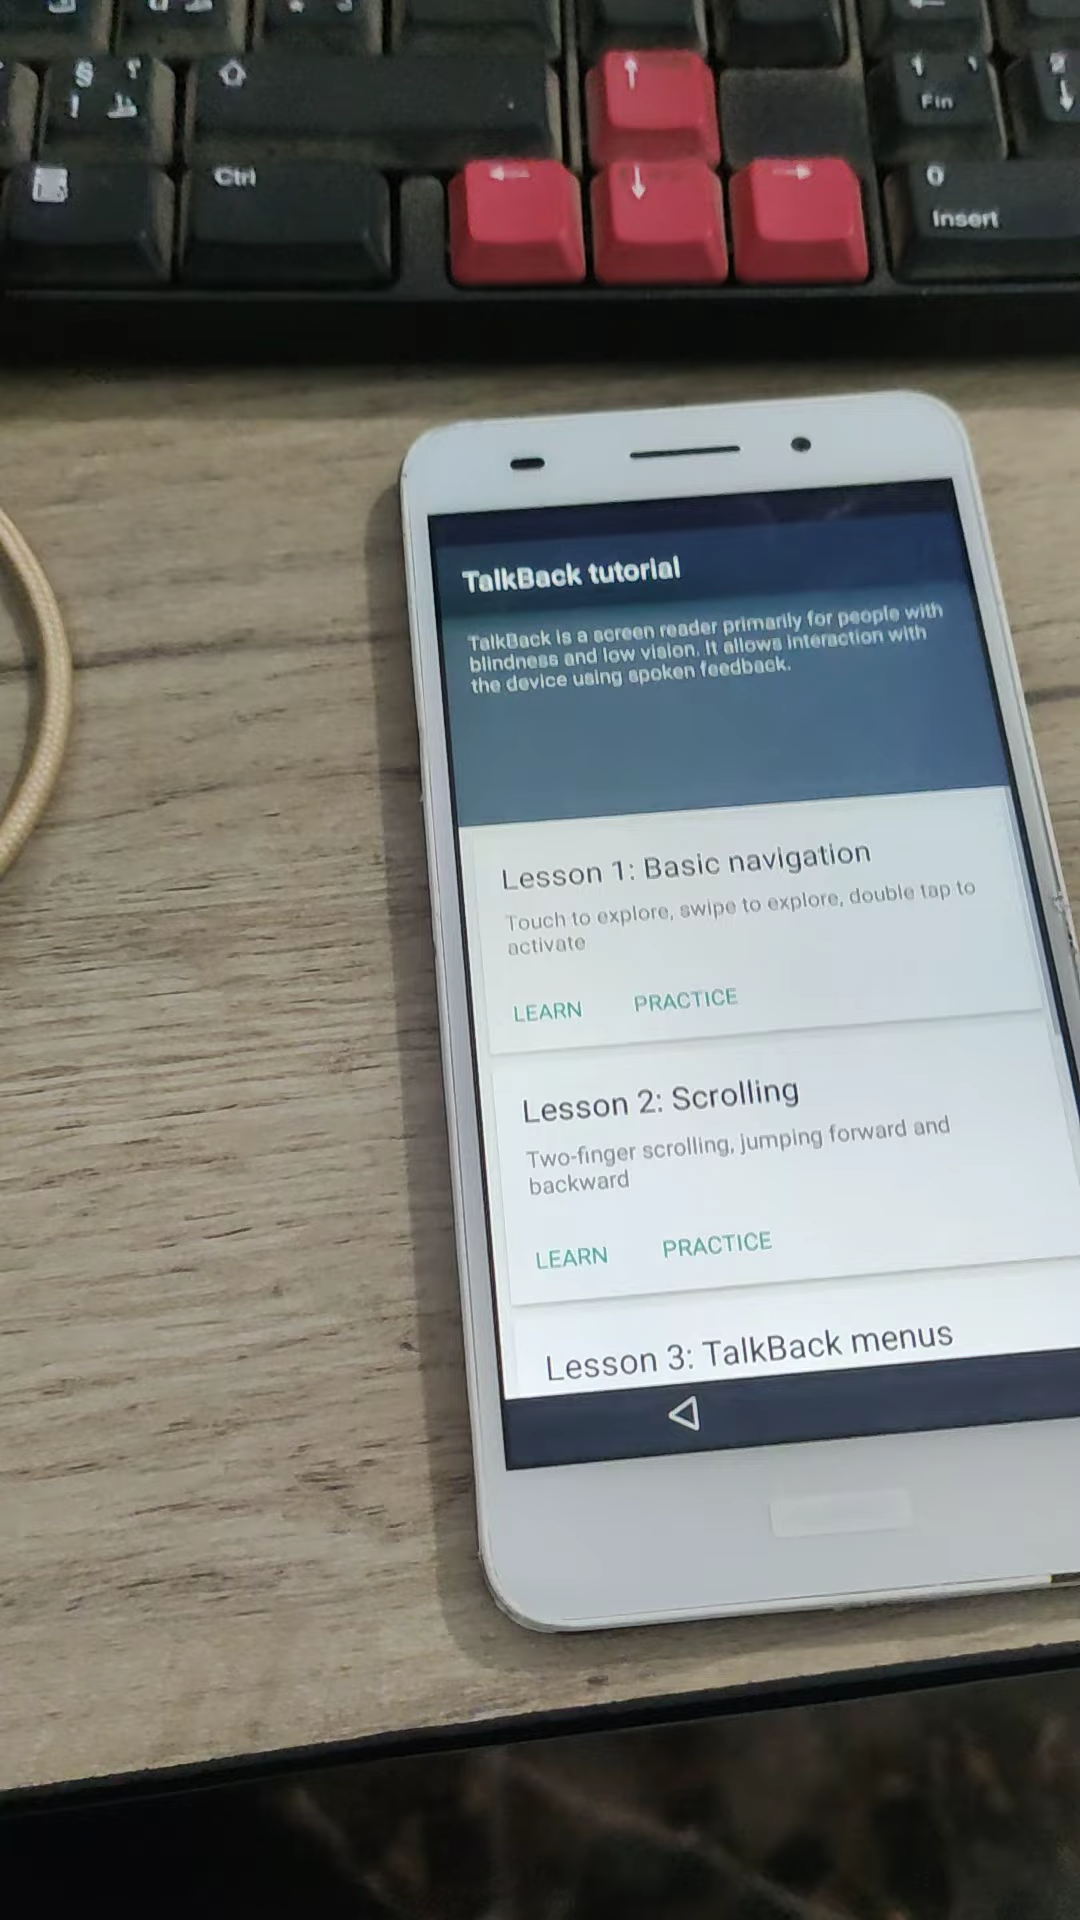 § !
Ctrl
1
Fin
2
0
Insert
TalkBack tutorial
TalkBack is a screen reader primarily for people with
blindness and low vision. It allows interaction with
the device using spoken feedback.
Lesson 1: Basic navigation
Touch to explore, swipe to explore, double tap to
activate
LEARN PRACTICE
Lesson 2: Scrolling
Two-finger scrolling, jumping forward and
backward
LEARN PRACTICE
Lesson 3: TalkBack menus